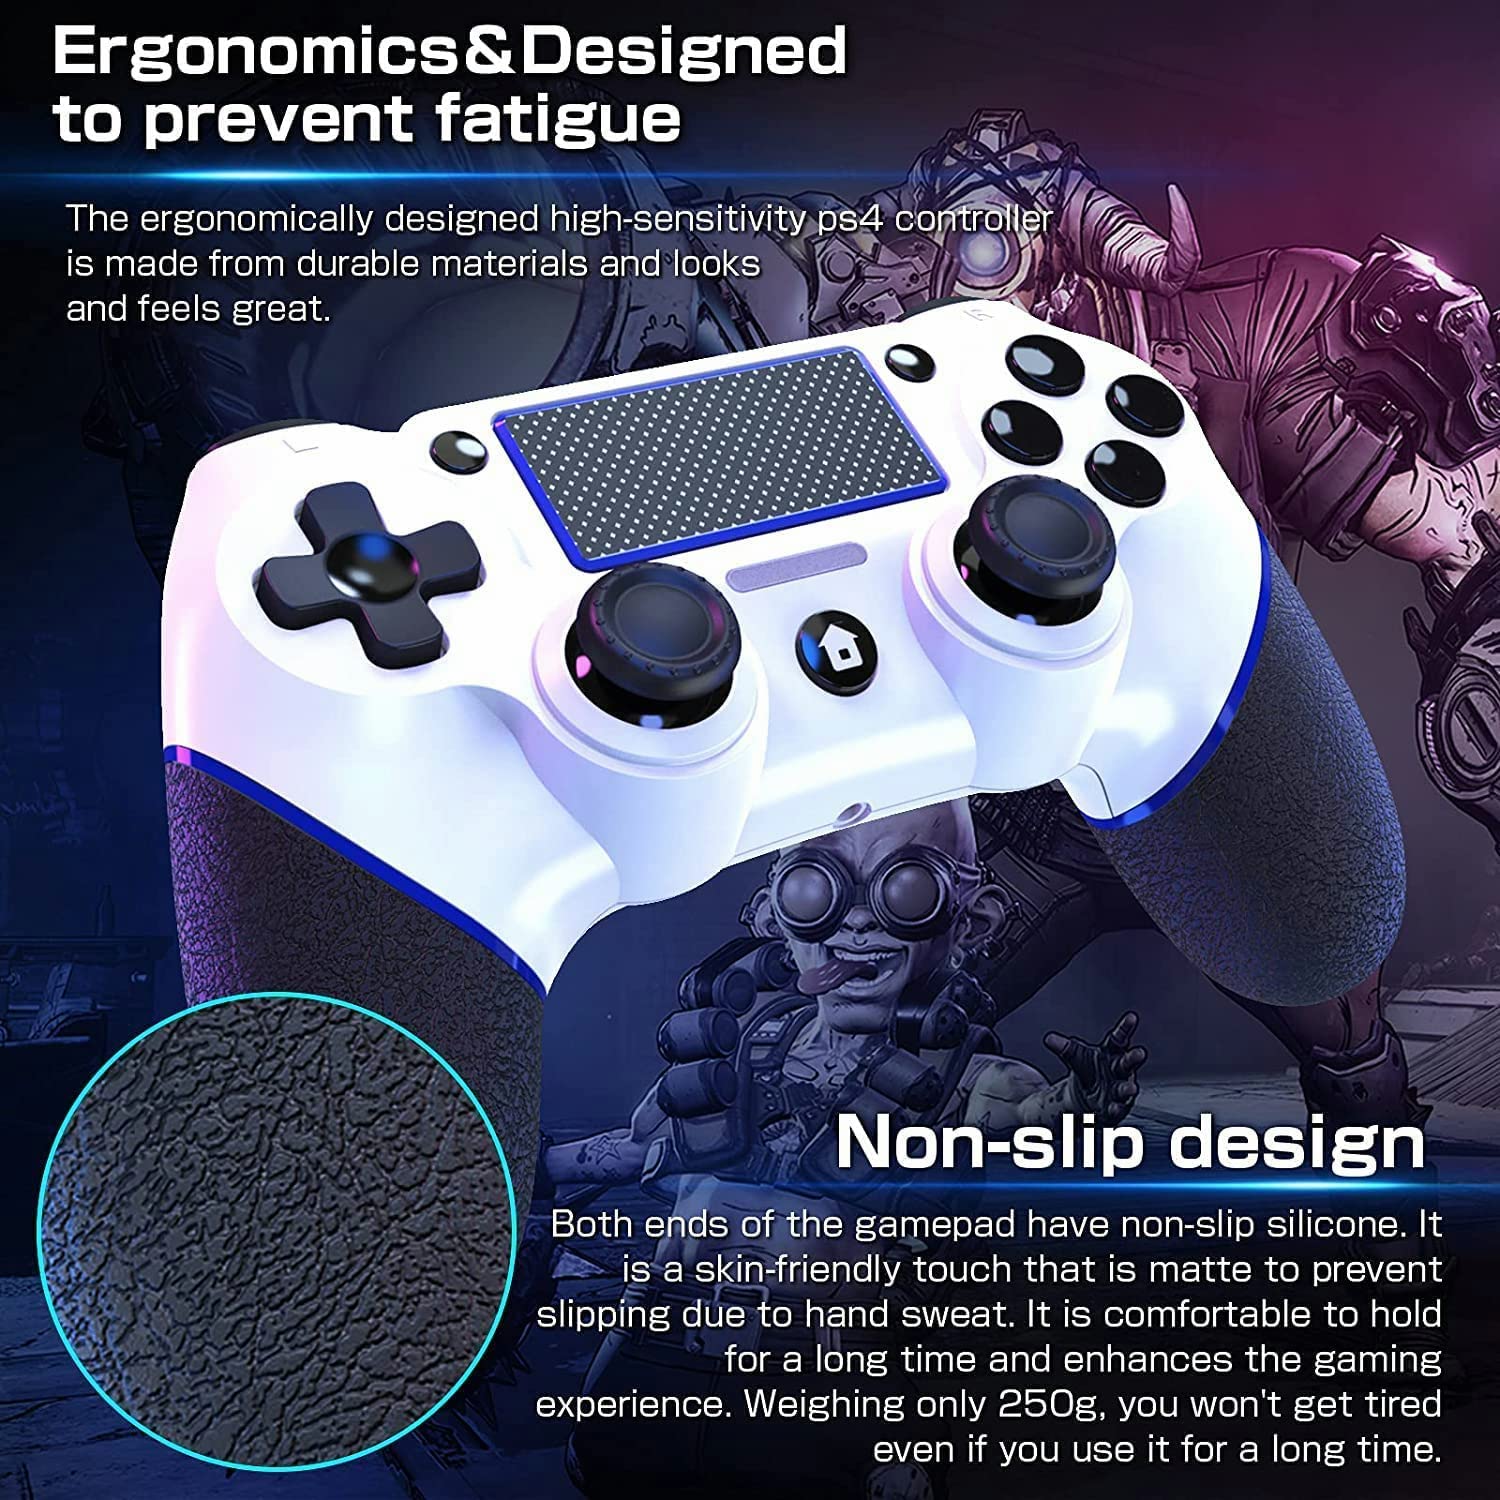 Ergonomics&Designed
to prevent fatigue
The ergonomically designed high-sensitivity ps4 controller
is made from durable materials and looks
and feels great.
L
R
Non-slip design
Both ends of the gamepad have non-slip silicone. It
is a skin-friendly touch that is matte to prevent
slipping due to hand sweat. It is comfortable to hold
for a long time and enhances the gaming
experience. Weighing only 250g, you won't get tired
even if you use it for a long time.